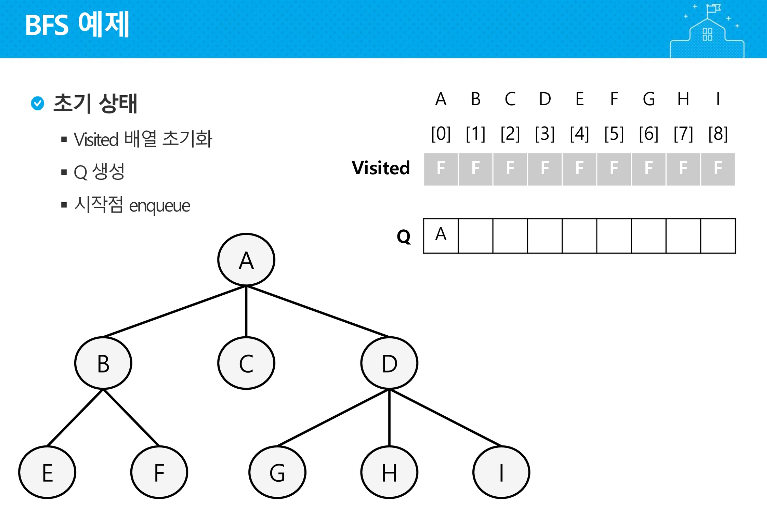 BFS 예제
초기 상태
Visited 배열 초기화
Q 생성
시작점 enqueue
A B C D E F G H I
[0] [1] [2] [3] [4] [5] [6] [7] [8]
Visited F F F F F F F F F
Q A
A
B C D
E F G H I